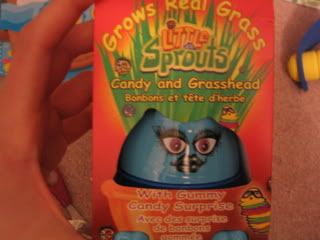 Grows Real Grass
LiTTLE
Sprouts
Candy and Grasshead
Bonbons et tête d'herbe
With Gummy
Candy Surprise
Avec des surprise
de bonbons
gommés